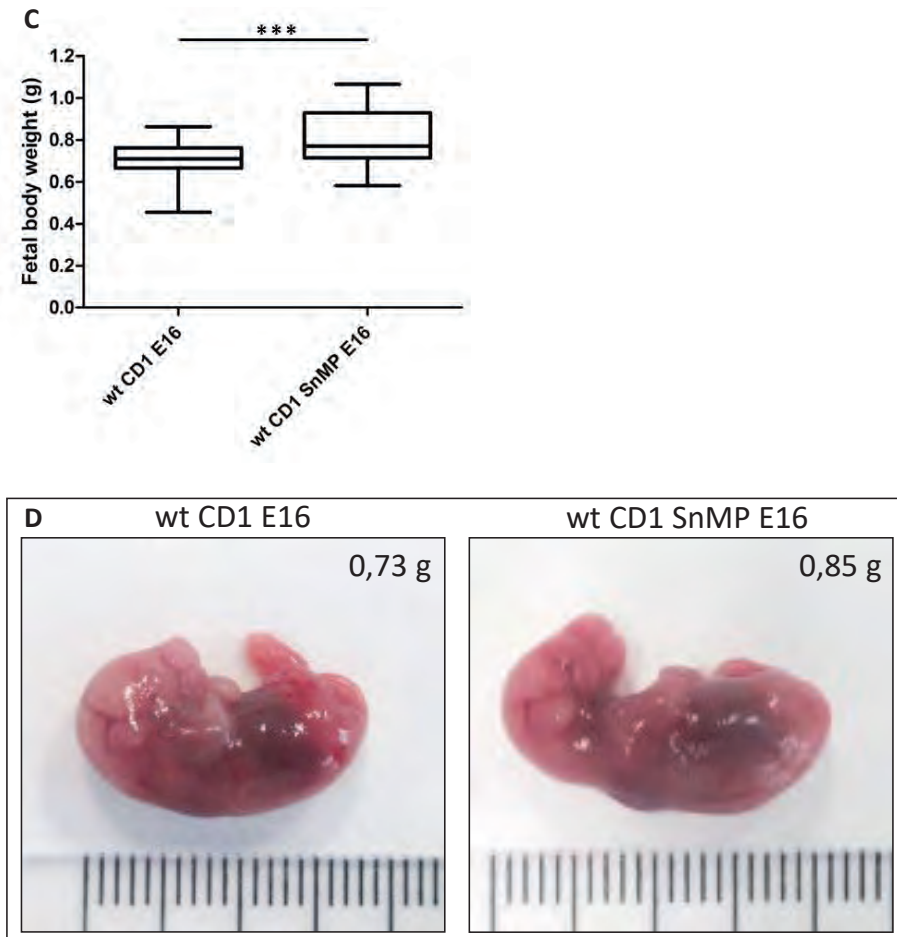 C
***
1.2
1.0
0.8
0.6
0.4
0.2
0.0
Fetal body weight (g)
wt CD1 E16
wt CD1 SnMP E16
D
wt CD1 E16
wt CD1 SnMP E16
0,73 g
0,85 g